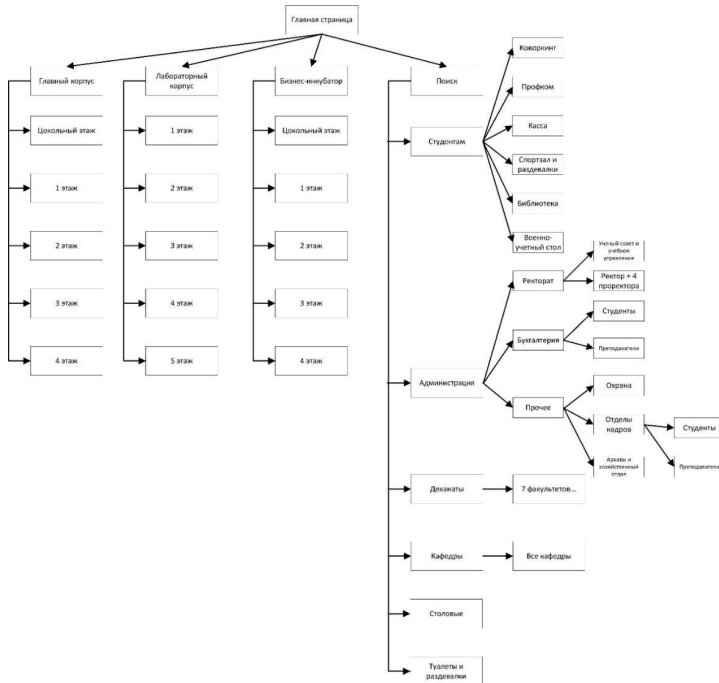 Главная страница
Главный корпус
Цокольный этаж
1 этаж
2 этаж
3 этаж
4 этаж
Лабораторный
корпус
1 этаж
2 этаж
3 этаж
4 этаж
5 этаж
Бизнес-инкубатор
Цокольный этаж
1 этаж
2 этаж
3 этаж
4 этаж
Поиск
Студентам
Коворкинг
Профком
Касса
Спортзал и
раздевалки
Библиотека
Военно-
учетный стол
Администрация
Ректорат
Ученый совет и
учебное
управление
Ректор + 4
проректора
Бухгалтерия
Студенты
Преподаватели
Прочее
Охрана
Отделы
кадров
Студенты
Преподаватели
Архивы и
хозяйственный
отдел
Деканаты
7 факультетов...
Кафедры
Все кафедры
Столовые
Туалеты и
раздевалки